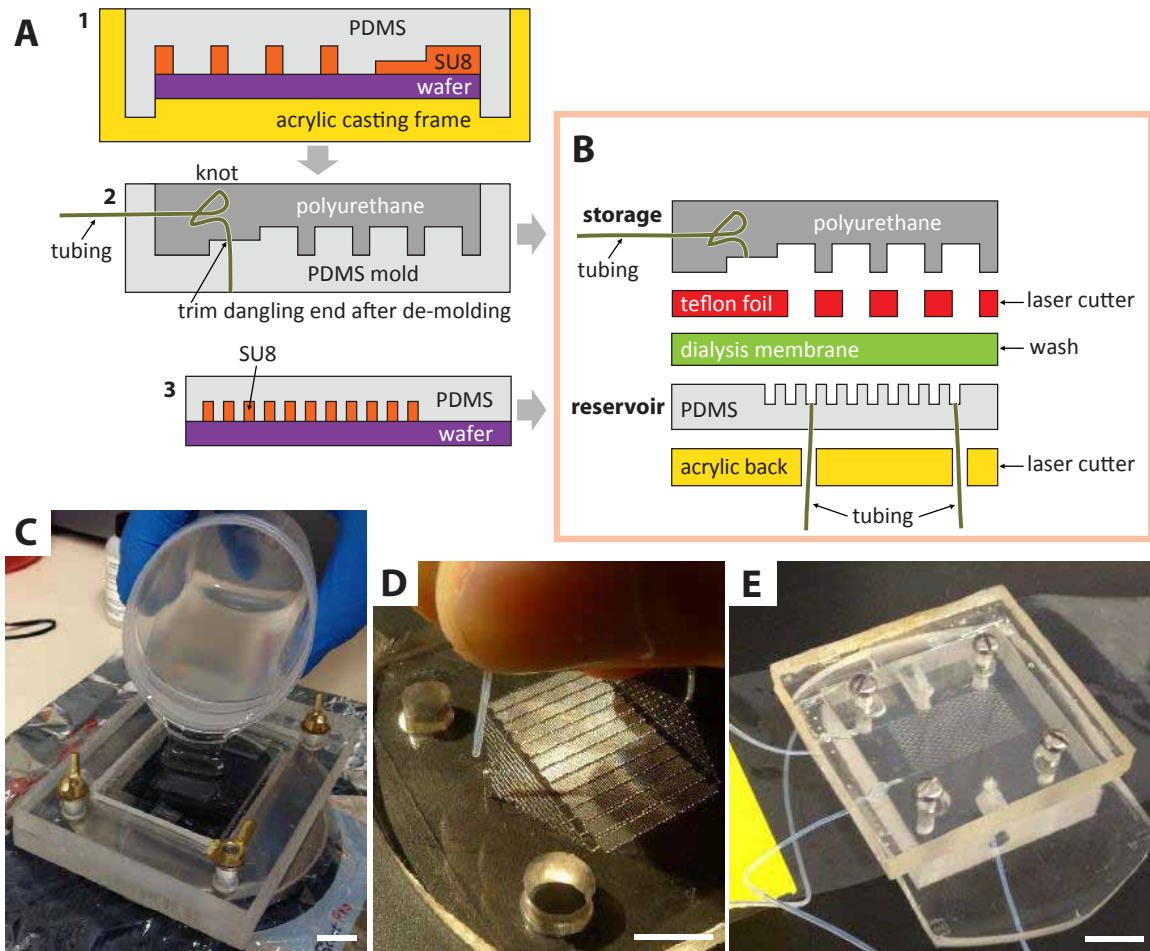 A
1
PDMS
SU8
wafer
acrylic casting frame
knot
2
polyurethane
tubing
PDMS mold
trim dangling end after de-molding
SU8
3
PDMS
wafer
B
storage
polyurethane
tubing
teflon foil
laser cutter
dialysis membrane
wash
reservoir
PDMS
acrylic back
laser cutter
tubing
C
D
E